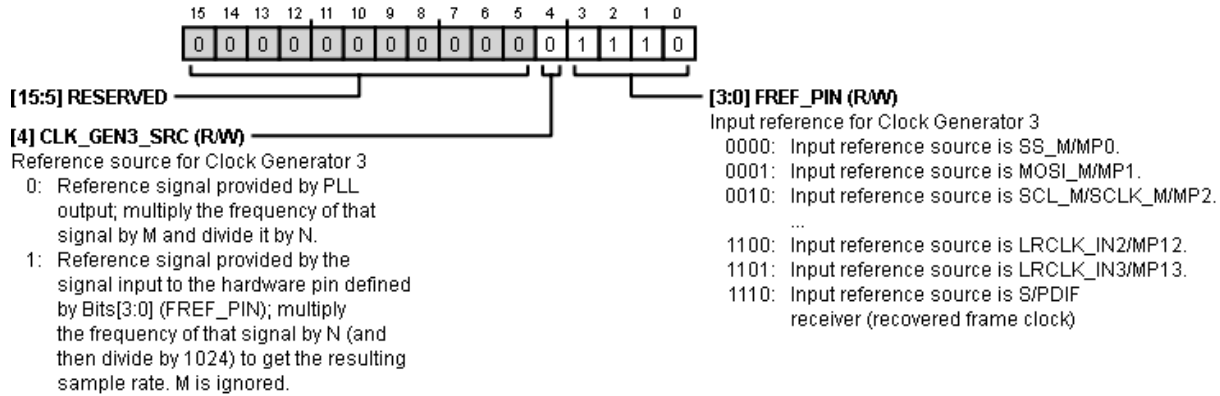 15 14 13 12 11 10 9 8 7 6 5 4 3 2 1 0
0 0 0 0 0 0 0 0 0 0 0 0 1 1 1 0
[15:5] RESERVED
[4] CLK_GEN3_SRC (R/W)
Reference source for Clock Generator 3
0: Reference signal provided by PLL
output; multiply the frequency of that
signal by M and divide it by N.
1: Reference signal provided by the
signal input to the hardware pin defined
by Bits[3:0] (FREF_PIN); multiply
the frequency of that signal by N (and
then divide by 1024) to get the resulting
sample rate. M is ignored.
[3:0] FREF_PIN (R/W)
Input reference for Clock Generator 3
0000: Input reference source is SS_M/MP0.
0001: Input reference source is MOSI_M/MP1.
0010: Input reference source is SCL_M/SCLK_M/MP2.
...
1100: Input reference source is LRCLK_IN2/MP12.
1101: Input reference source is LRCLK_IN3/MP13.
1110: Input reference source is S/PDIF
receiver (recovered frame clock)